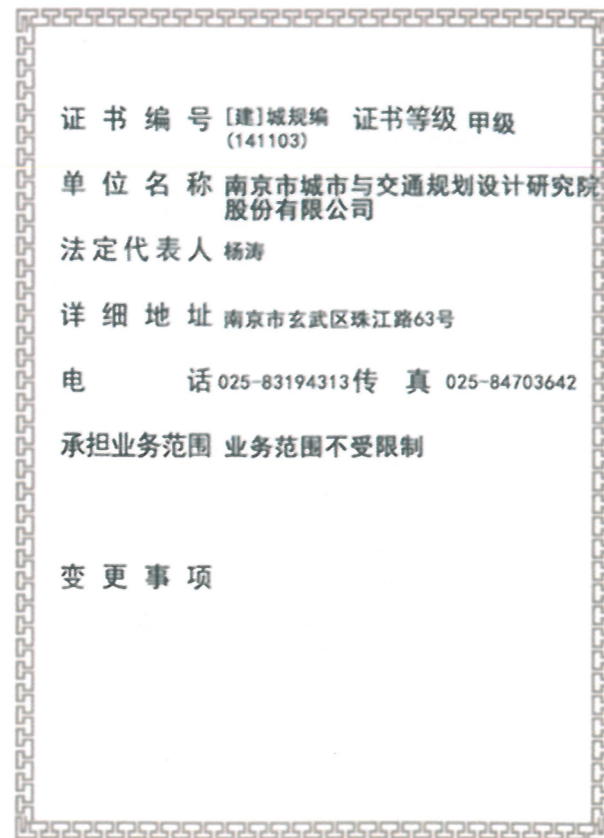 证书编号 [建]城规编 证书等级 甲级
(141103)
单位名称 南京市城市与交通规划设计研究院
股份有限公司
法定代表人 杨涛
详细地址 南京市玄武区珠江路63号
电话 025-83194313 传真 025-84703642
承担业务范围 业务范围不受限制
变更事项